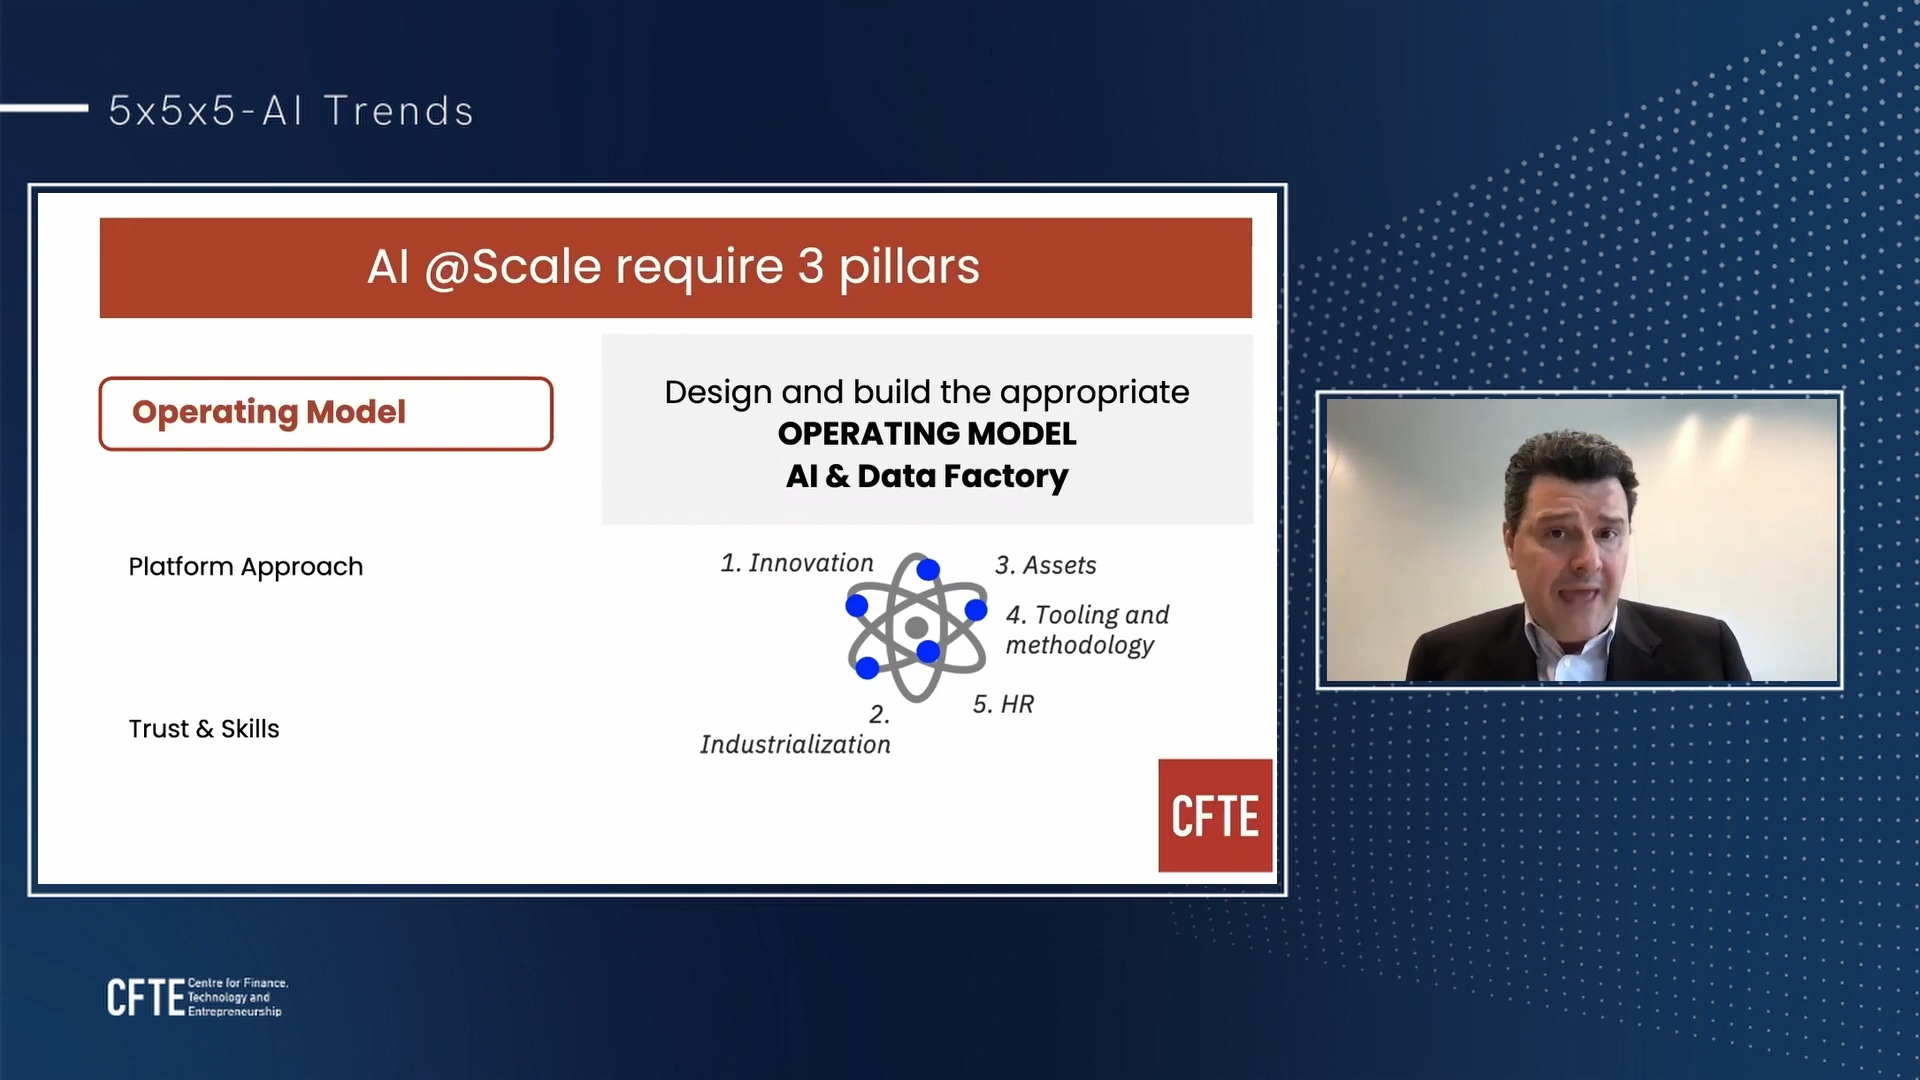 5x5x5-AI Trends
AI @Scale require 3 pillars
Operating Model
Platform Approach
Trust & Skills
Design and build the appropriate
OPERATING MODEL
AI & Data Factory
1. Innovation
2.
Industrialization
3. Assets
4. Tooling and
methodology
5. HR
CFTE
CFTE
Centre for Finance,
Technology and
Entrepreneurship